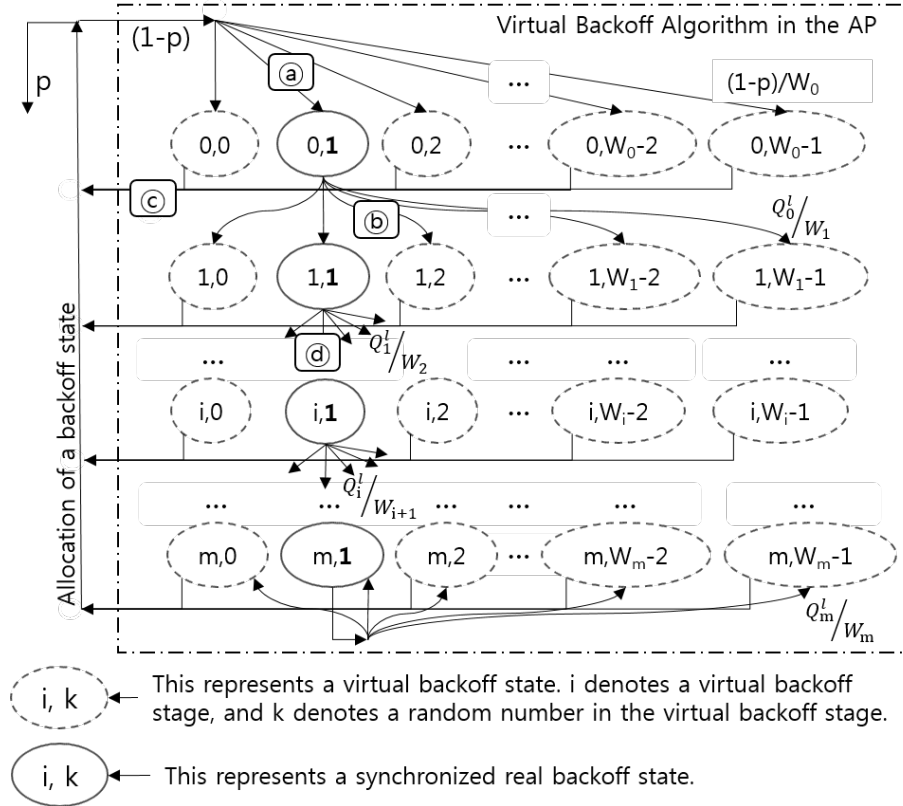 Virtual Backoff Algorithm in the AP
(1-p)
p
ⓐ
...
(1-p)/W₀
0,0
0,1
0,2
...
0,W₀-2
0,W₀-1
ⓒ
ⓑ
...
Q₀ˡ/W₁
1,0
1,1
1,2
...
1,W₁-2
1,W₁-1
ⓓ
Q₁ˡ/W₂
... ... ... ...
i,0
i,1
i,2
...
i,Wᵢ-2
i,Wᵢ-1
Qᵢˡ/Wᵢ₊₁
... ... ... ... ... ...
m,0
m,1
m,2
...
m,Wₘ-2
m,Wₘ-1
Qₘˡ/Wₘ
Allocation of a backoff state
i, k
This represents a virtual backoff state. i denotes a virtual backoff
stage, and k denotes a random number in the virtual backoff stage.
i, k
This represents a synchronized real backoff state.